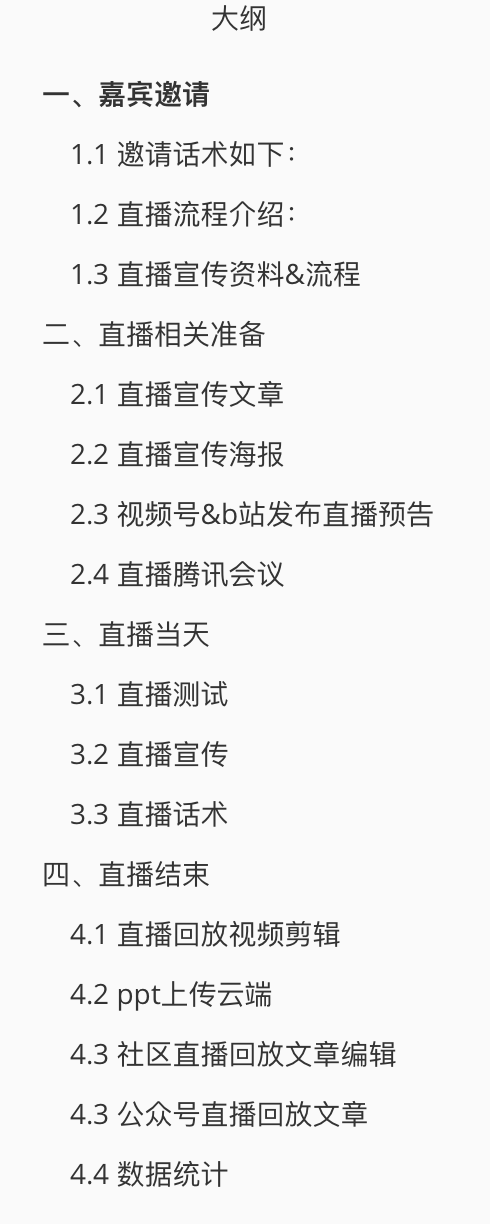 大纲
一、嘉宾邀请
1.1 邀请话术如下：
1.2 直播流程介绍：
1.3 直播宣传资料&流程
二、直播相关准备
2.1 直播宣传文章
2.2 直播宣传海报
2.3 视频号&b站发布直播预告
2.4 直播腾讯会议
三、直播当天
3.1 直播测试
3.2 直播宣传
3.3 直播话术
四、直播结束
4.1 直播回放视频剪辑
4.2 ppt上传云端
4.3 社区直播回放文章编辑
4.3 公众号直播回放文章
4.4 数据统计